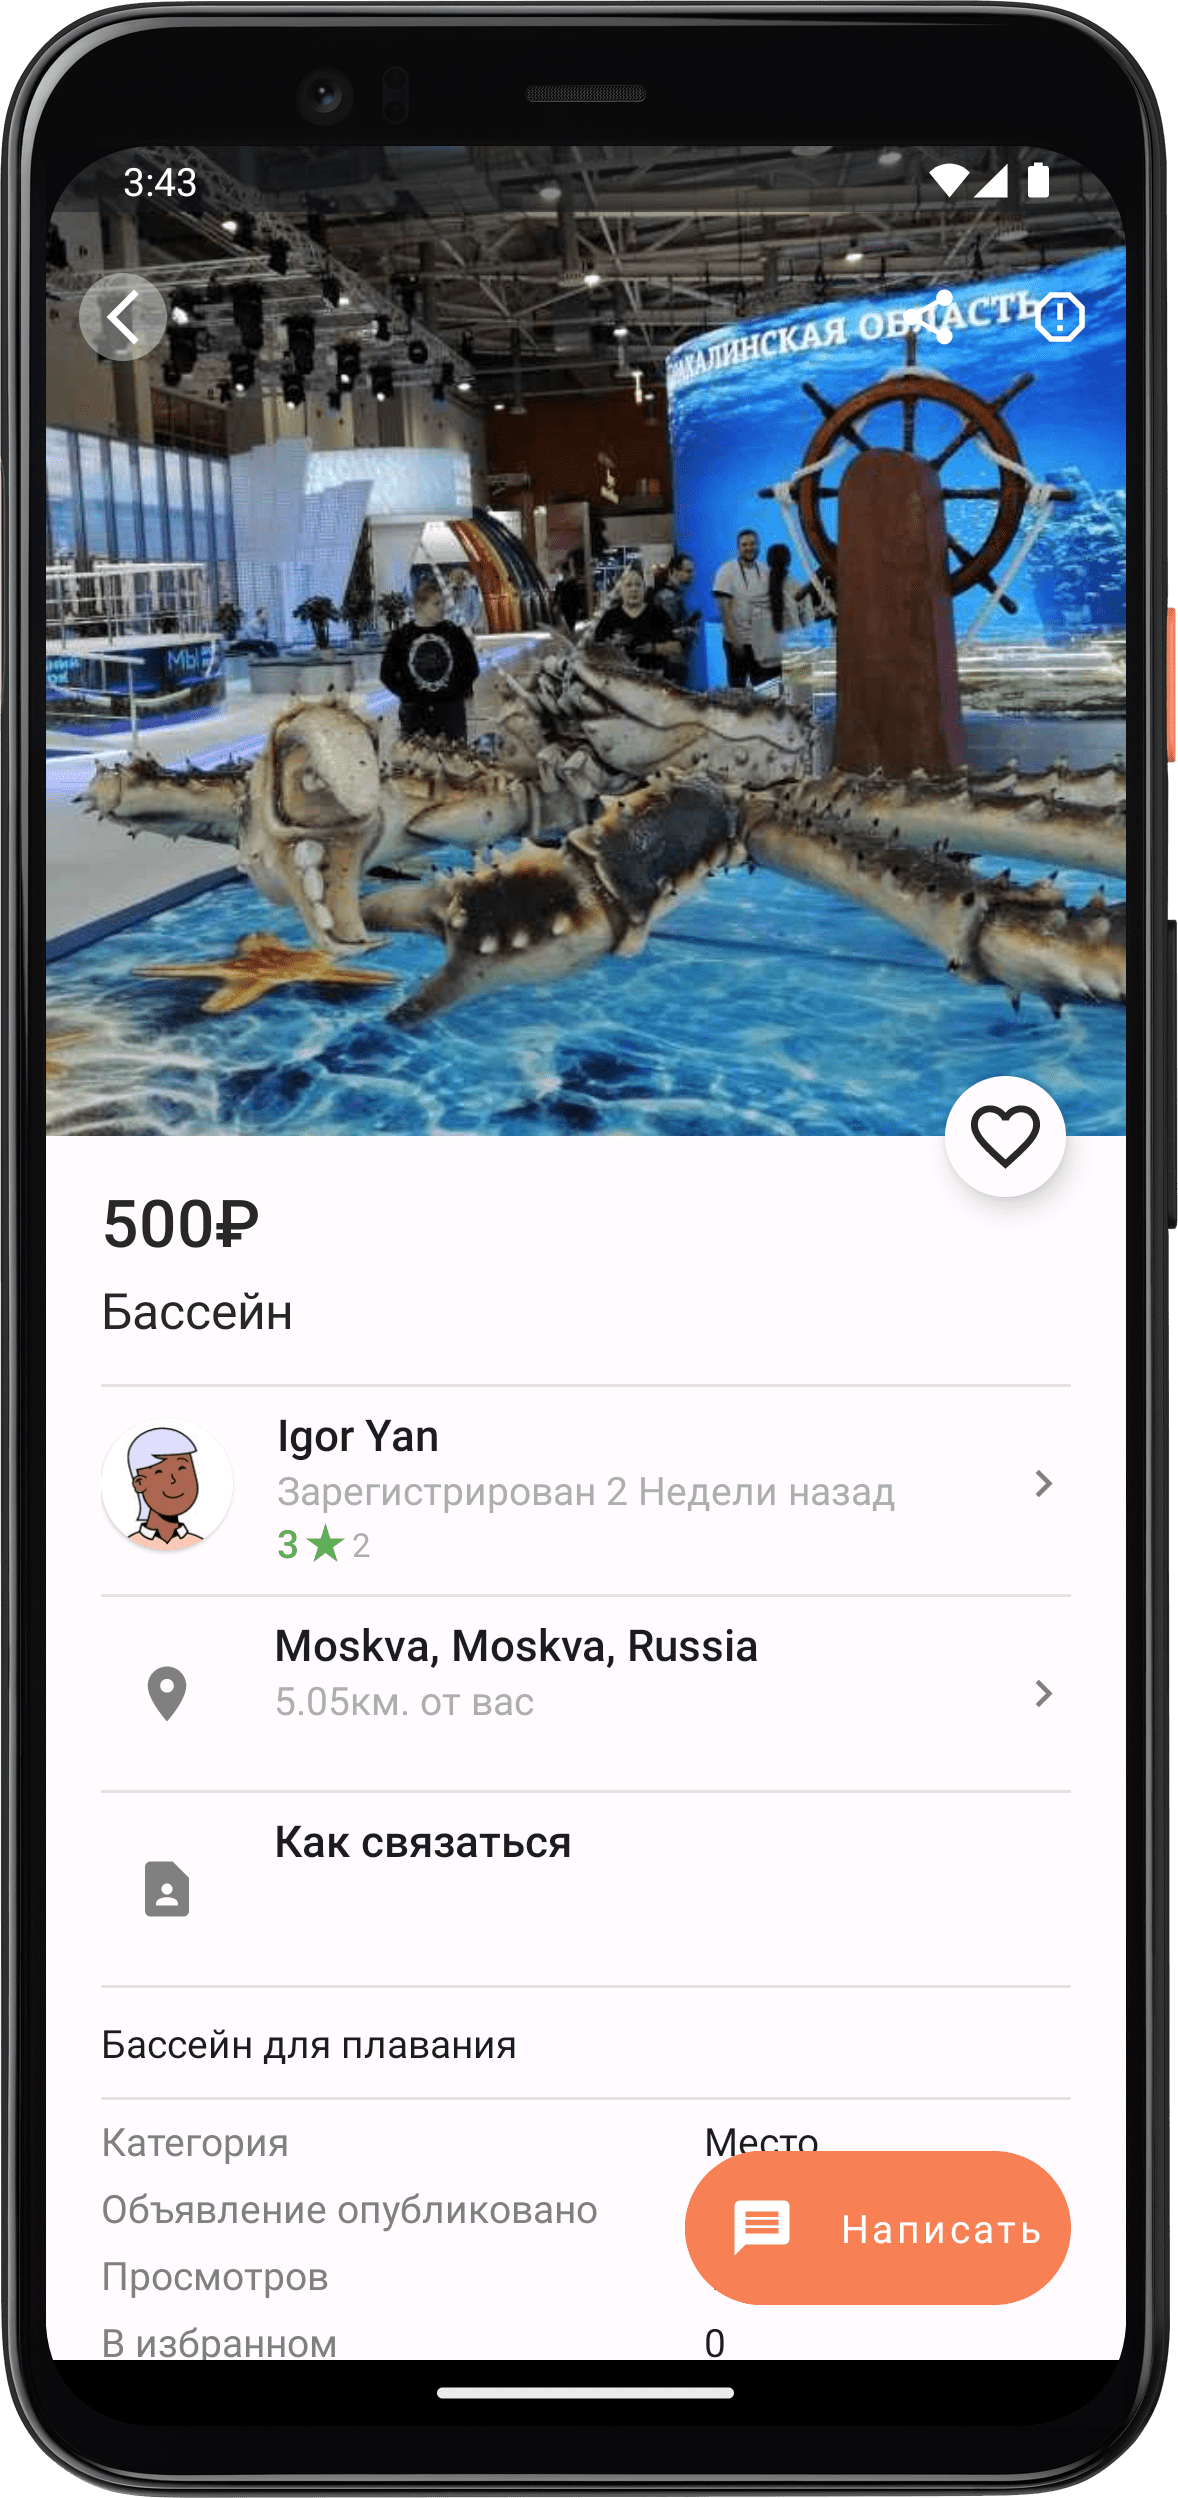 3:43
САХАЛИНСКАЯ ОБЛАСТЬ
МЫ
500₽
Бассейн
Igor Yan
Зарегистрирован 2 Недели назад
3 ★ 2
Moskva, Moskva, Russia
5.05км. от вас
Как связаться
Бассейн для плавания
Категория Место
Объявление опубликовано
Написать
Просмотров
В избранном 0